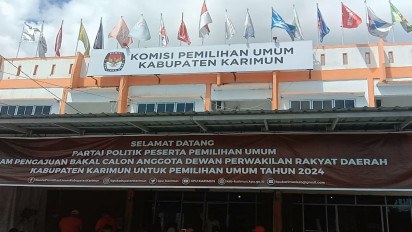 KOMISI PEMILIHAN UMUM
KABUPATEN KARIMUN
SELAMAT DATANG
PARTAI POLITIK PESERTA PEMILIHAN UMUM
AM PENGAJUAN BAKAL CALON ANGGOTA DEWAN PERWAKILAN RAKYAT DAERAH
KABUPATEN KARIMUN UNTUK PEMILIHAN UMUM TAHUN 2024